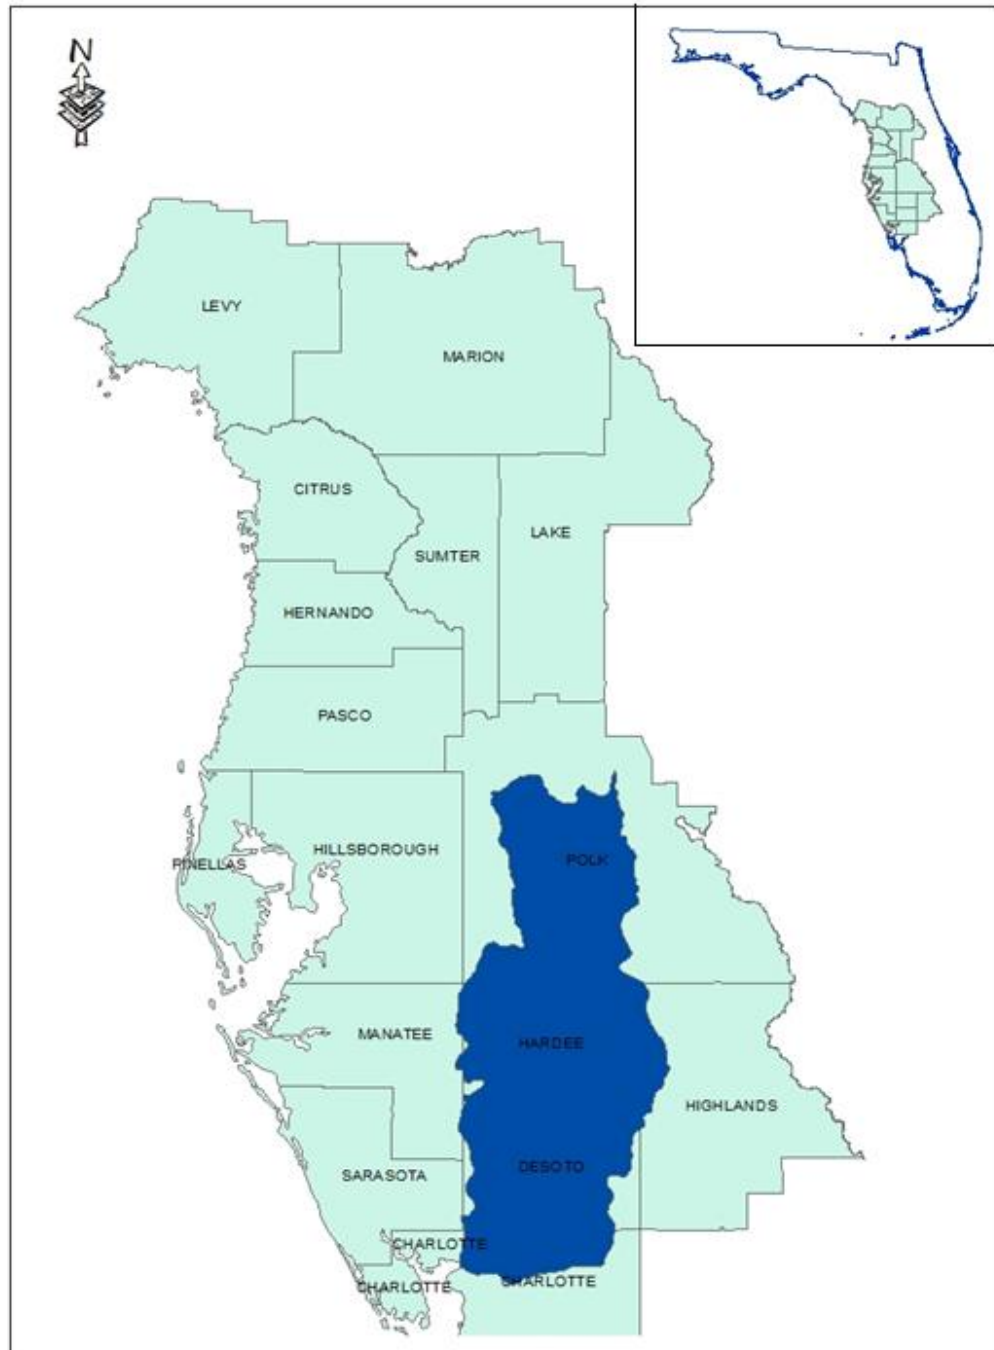 N
LEVY
MARION
CITRUS
LAKE
SUMTER
HERNANDO
PASCO
HILLSBOROUGH
PINELLAS
POLK
MANATEE
HARDEE
HIGHLANDS
DESOTO
SARASOTA
CHARLOTTE
CHARLOTTE
CHARLOTTE